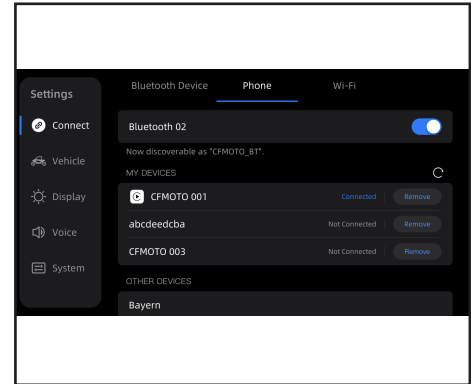 Settings
Connect
Vehicle
Display
Voice
System
Bluetooth Device Phone Wi-Fi
Bluetooth 02
Now discoverable as "CFMOTO_BT".
MY DEVICES
CFMOTO 001 Connected Remove
abcdeedcba Not Connected Remove
CFMOTO 003 Not Connected Remove
OTHER DEVICES
Bayern